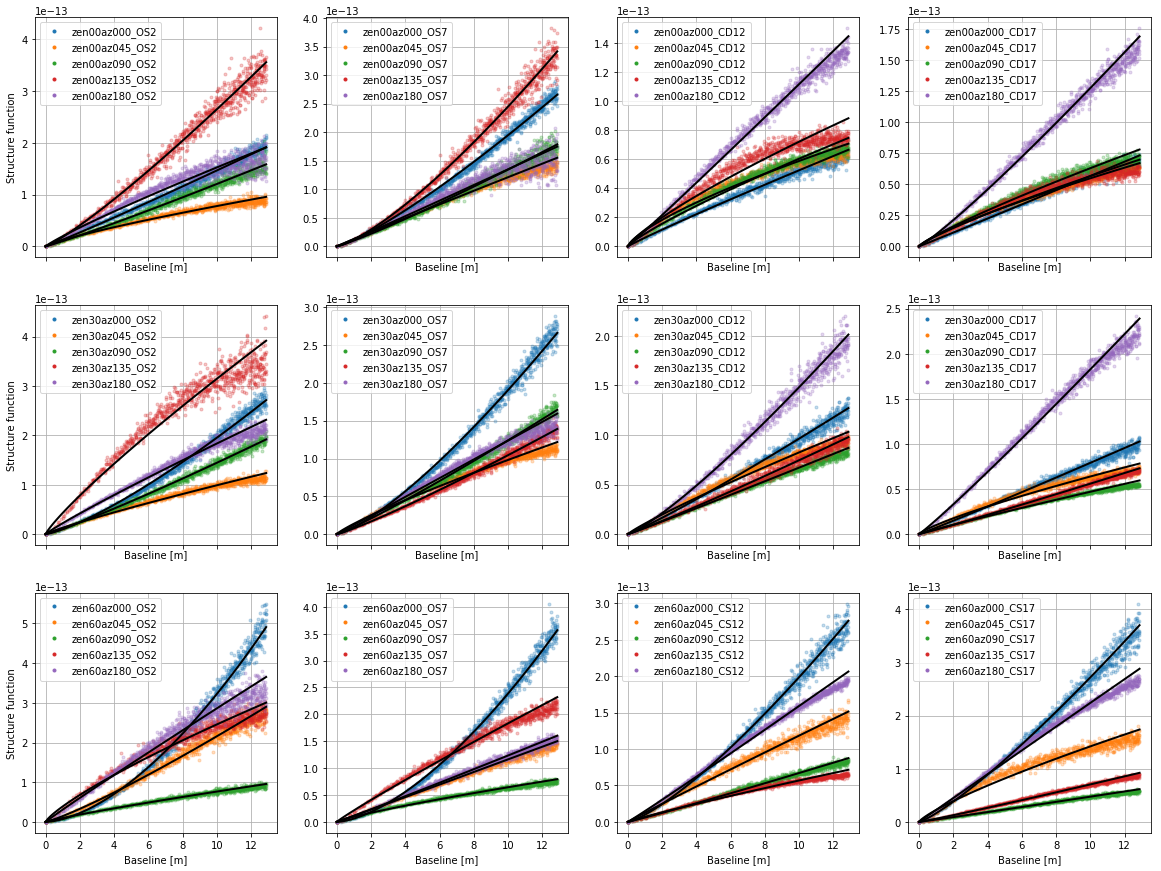 1e−13
zen00az000_OS2
zen00az045_OS2
zen00az090_OS2
zen00az135_OS2
zen00az180_OS2
4
3
2
1
0
Structure function
Baseline [m]
1e−13
zen00az000_OS7
zen00az045_OS7
zen00az090_OS7
zen00az135_OS7
zen00az180_OS7
4.0
3.5
3.0
2.5
2.0
1.5
1.0
0.5
0.0
Baseline [m]
1e−13
zen00az000_CD12
zen00az045_CD12
zen00az090_CD12
zen00az135_CD12
zen00az180_CD12
1.4
1.2
1.0
0.8
0.6
0.4
0.2
0.0
Baseline [m]
1e−13
zen00az000_CD17
zen00az045_CD17
zen00az090_CD17
zen00az135_CD17
zen00az180_CD17
1.75
1.50
1.25
1.00
0.75
0.50
0.25
0.00
Baseline [m]
1e−13
zen30az000_OS2
zen30az045_OS2
zen30az090_OS2
zen30az135_OS2
zen30az180_OS2
4
3
2
1
0
Structure function
Baseline [m]
1e−13
zen30az000_OS7
zen30az045_OS7
zen30az090_OS7
zen30az135_OS7
zen30az180_OS7
3.0
2.5
2.0
1.5
1.0
0.5
0.0
Baseline [m]
1e−13
zen30az000_CD12
zen30az045_CD12
zen30az090_CD12
zen30az135_CD12
zen30az180_CD12
2.0
1.5
1.0
0.5
0.0
Baseline [m]
1e−13
zen30az000_CD17
zen30az045_CD17
zen30az090_CD17
zen30az135_CD17
zen30az180_CD17
2.5
2.0
1.5
1.0
0.5
0.0
Baseline [m]
1e−13
zen60az000_OS2
zen60az045_OS2
zen60az090_OS2
zen60az135_OS2
zen60az180_OS2
5
4
3
2
1
0
Structure function
0 2 4 6 8 10 12
Baseline [m]
1e−13
zen60az000_OS7
zen60az045_OS7
zen60az090_OS7
zen60az135_OS7
zen60az180_OS7
4.0
3.5
3.0
2.5
2.0
1.5
1.0
0.5
0.0
0 2 4 6 8 10 12
Baseline [m]
1e−13
zen60az000_CS12
zen60az045_CS12
zen60az090_CS12
zen60az135_CS12
zen60az180_CS12
3.0
2.5
2.0
1.5
1.0
0.5
0.0
0 2 4 6 8 10 12
Baseline [m]
1e−13
zen60az000_CS17
zen60az045_CS17
zen60az090_CS17
zen60az135_CS17
zen60az180_CS17
4
3
2
1
0
0 2 4 6 8 10 12
Baseline [m]